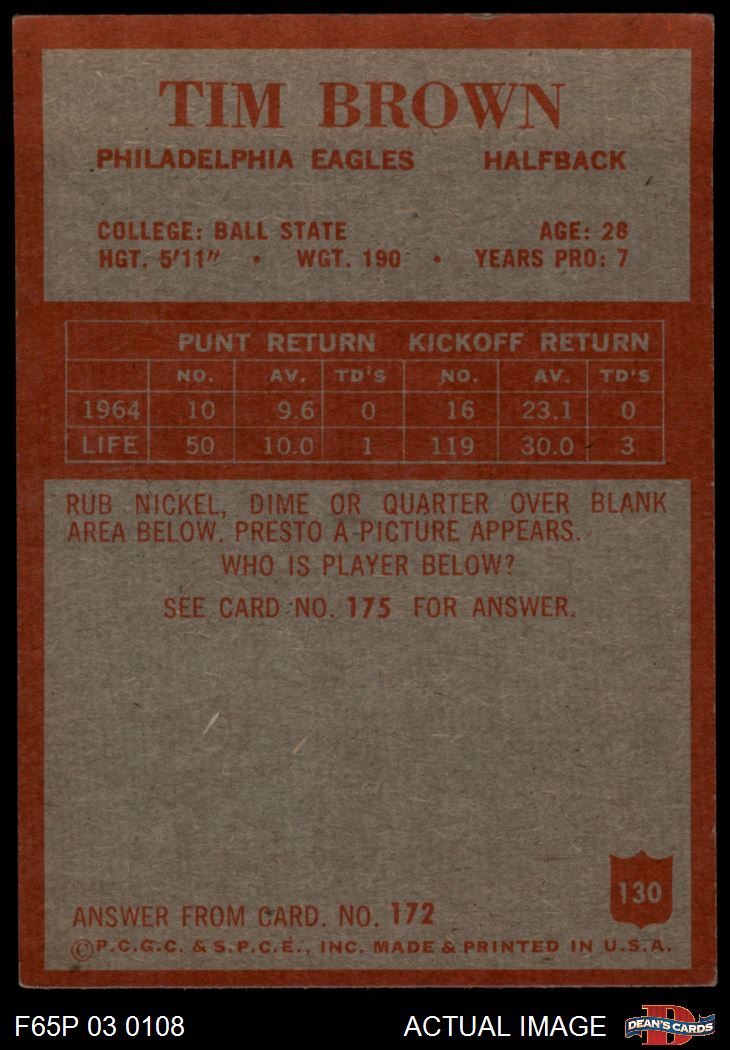 TIM BROWN
PHILADELPHIA EAGLES HALFBACK
COLLEGE: BALL STATE AGE: 28
HGT. 5'11" • WGT. 190 • YEARS PRO: 7
PUNT RETURN KICKOFF RETURN
NO. AV. TD'S NO. AV. TD'S
1964 10 9.6 0 16 23.1 0
LIFE 50 10.0 1 119 30.0 3
RUB NICKEL, DIME OR QUARTER OVER BLANK
AREA BELOW. PRESTO A PICTURE APPEARS.
WHO IS PLAYER BELOW?
SEE CARD NO. 175 FOR ANSWER.
130
ANSWER FROM CARD. NO. 172
©P.C.G.C. & S.P.C.E., INC. MADE & PRINTED IN U.S.A.
F65P 03 0108 ACTUAL IMAGE D DEAN'S CARDS